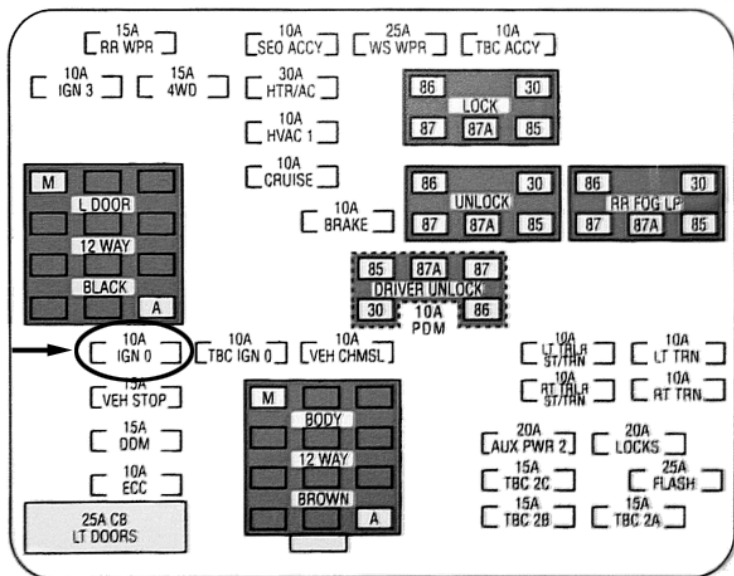 15A
RR WPR
10A
SEO ACCY
25A
WS WPR
10A
TBC ACCY
10A
IGN 3
15A
4WD
30A
HTR/AC
86
30
LOCK
87
87A
85
10A
HVAC 1
10A
CRUISE
M
L DOOR
12 WAY
BLACK
A
86
30
UNLOCK
87
87A
85
86
30
RR FOG LP
87
87A
85
10A
BRAKE
85
87A
87
DRIVER UNLOCK
30
10A
PDM
86
10A
IGN 0
10A
TBC IGN 0
10A
VEH CHMSL
10A
LT TRLR
ST/TRN
10A
LT TRN
15A
VEH STOP
10A
RT TRLR
ST/TRN
10A
RT TRN
M
BODY
12 WAY
BROWN
A
15A
DDM
20A
AUX PWR 2
20A
LOCKS
10A
ECC
15A
TBC 2C
25A
FLASH
25A CB
LT DOORS
15A
TBC 2B
15A
TBC 2A